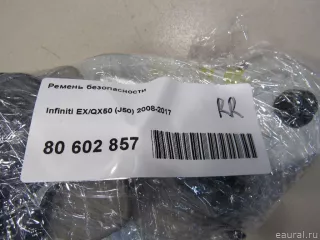 Ремень безопасности
Infiniti EX/QX50 (J50) 2008-2017
RR
80 602 857
eaural.ru